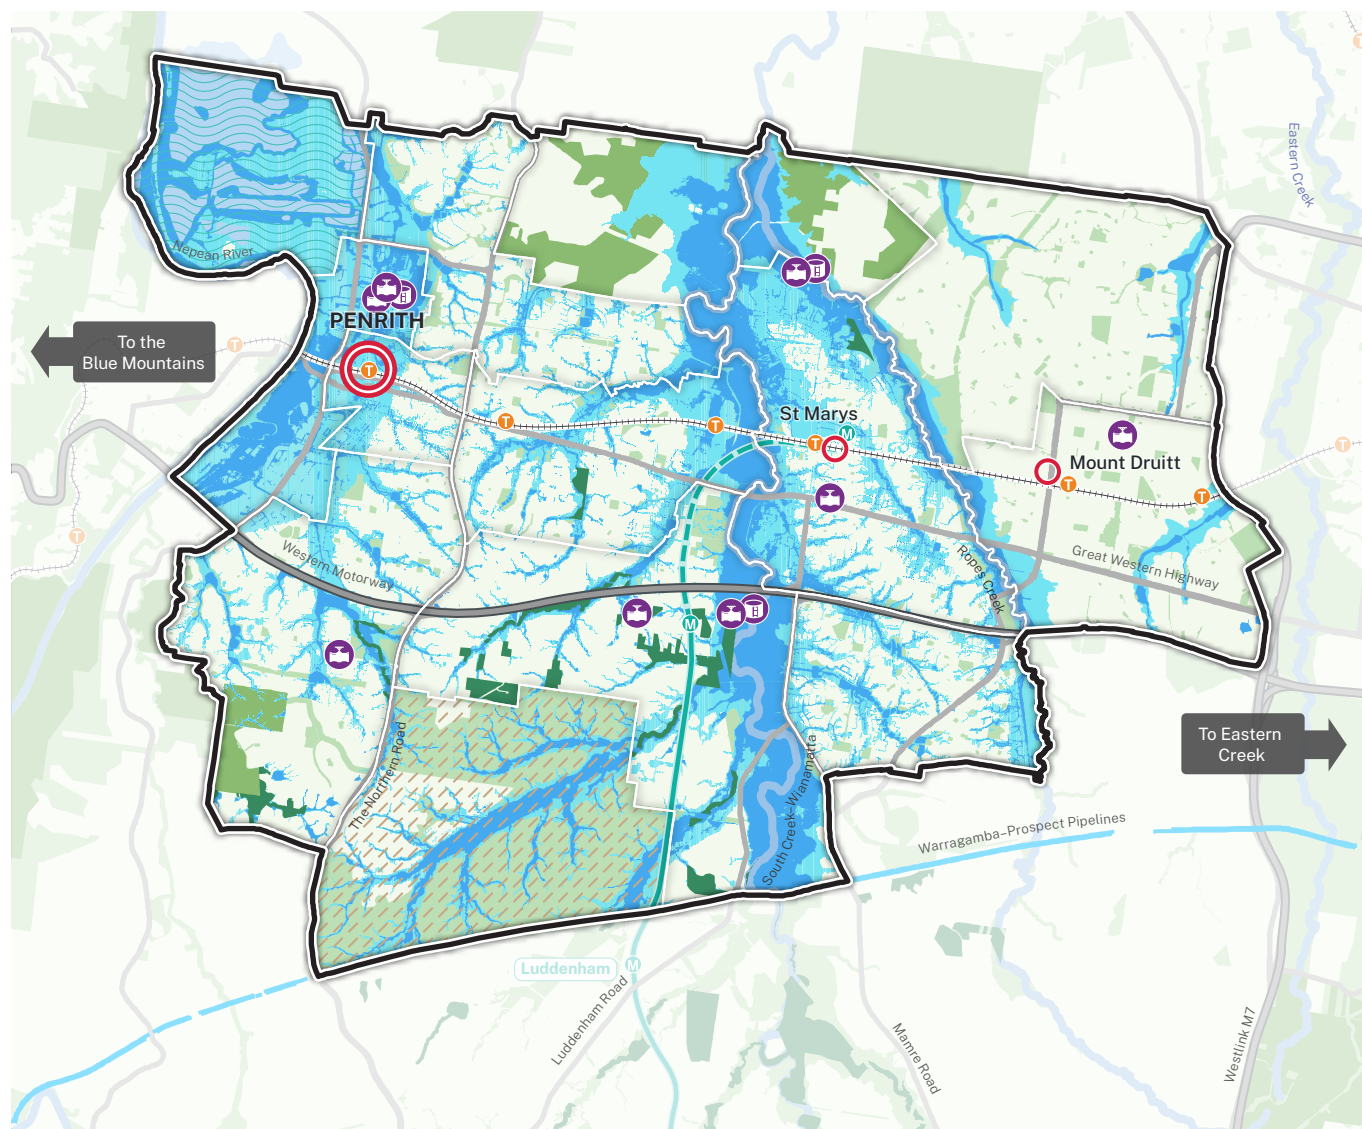 Eastern Creek
Nepean River
PENRITH
To the
Blue Mountains
T
T
T
T
T
St Marys
T
M
Mount Druitt
T
T
T
T
Western Motorway
Great Western Highway
Ropes Creek
M
The Northern Road
South Creek-Wianamatta
To Eastern
Creek
Warragamba–Prospect Pipelines
Luddenham
M
Luddenham Road
Mamre Road
Westlink M7